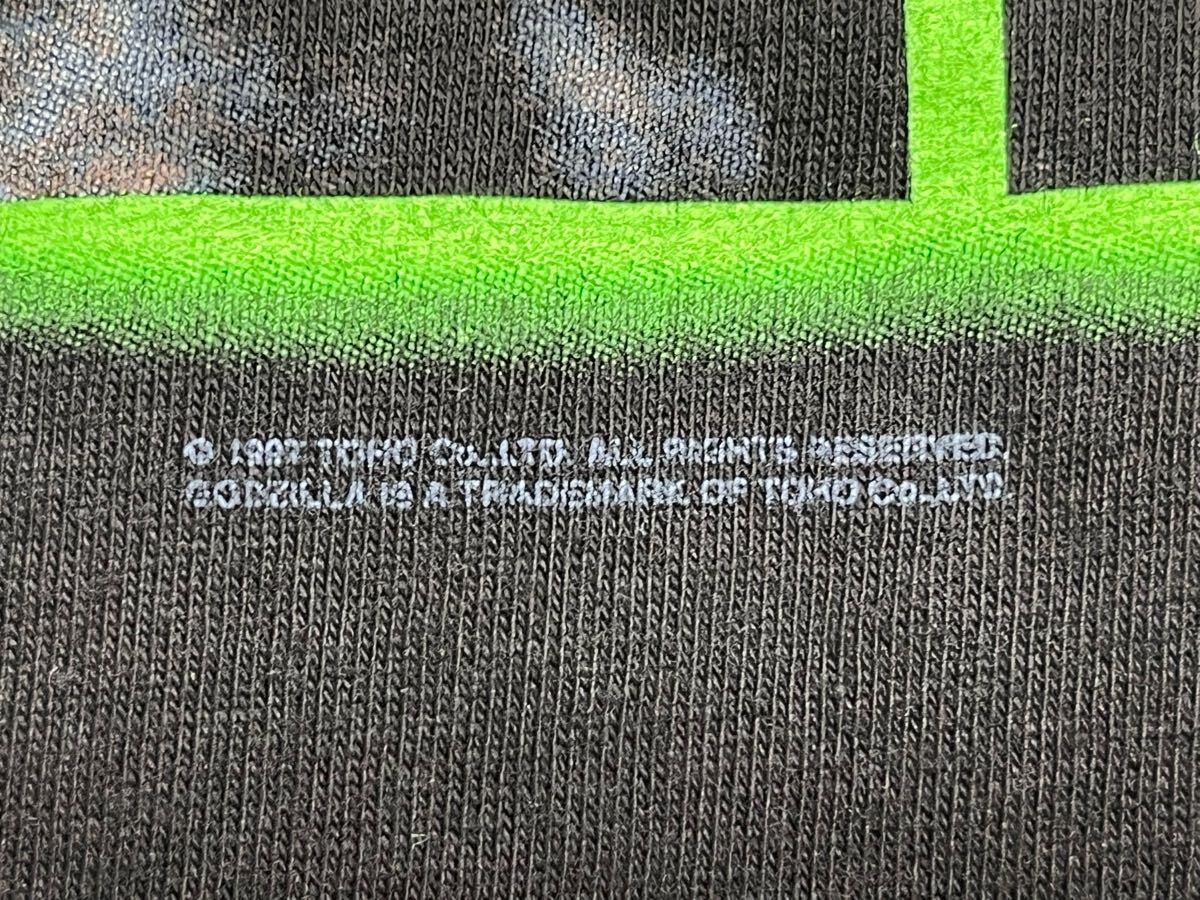 © 1997 TOHO CO.,LTD. ALL RIGHTS RESERVED.
GODZILLA IS A TRADEMARK OF TOHO CO.,LTD.